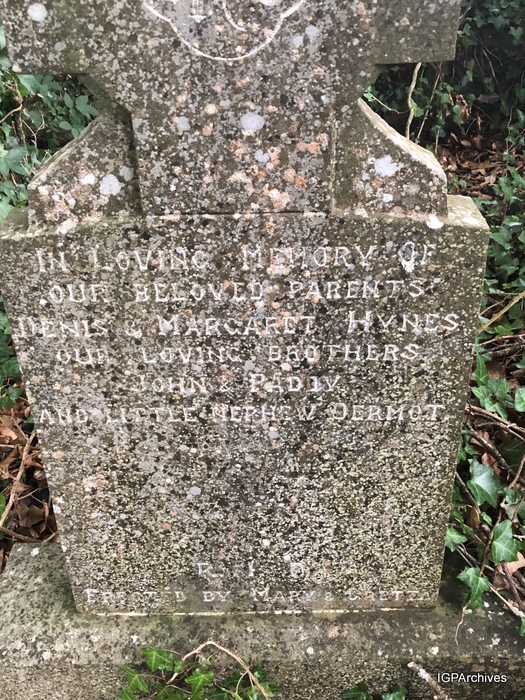 IN LOVING MEMORY OF
OUR BELOVED PARENTS
DENIS & MARGARET HYNES
OUR LOVING BROTHERS
JOHN & PADDY
AND LITTLE NEPHEW DERMOT
R. I. P.
ERECTED BY MARY & GRETTA
IGPArchives